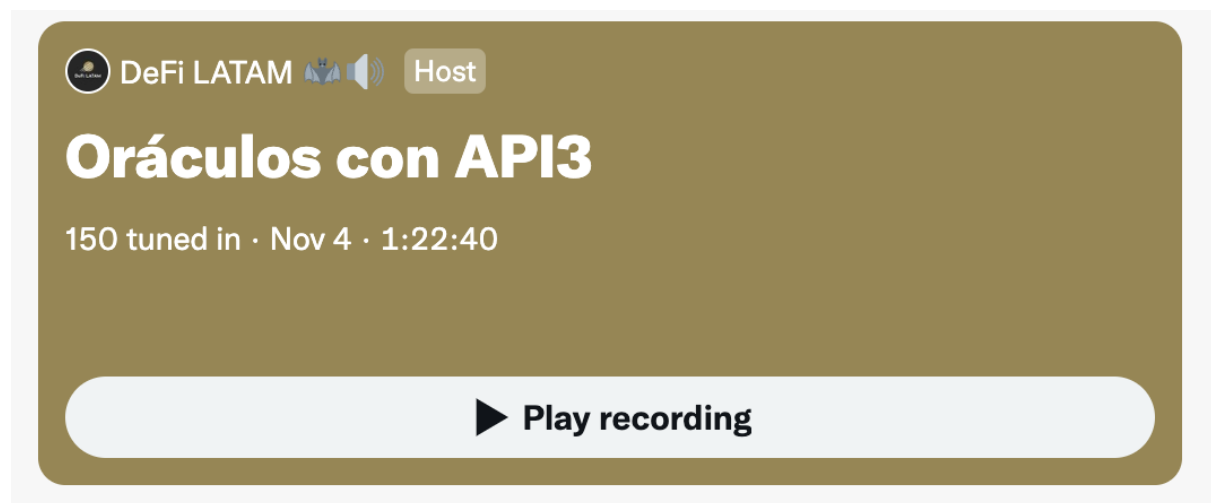 DeFi LATAM 🦇🔊 Host
Oráculos con API3
150 tuned in · Nov 4 · 1:22:40
Play recording